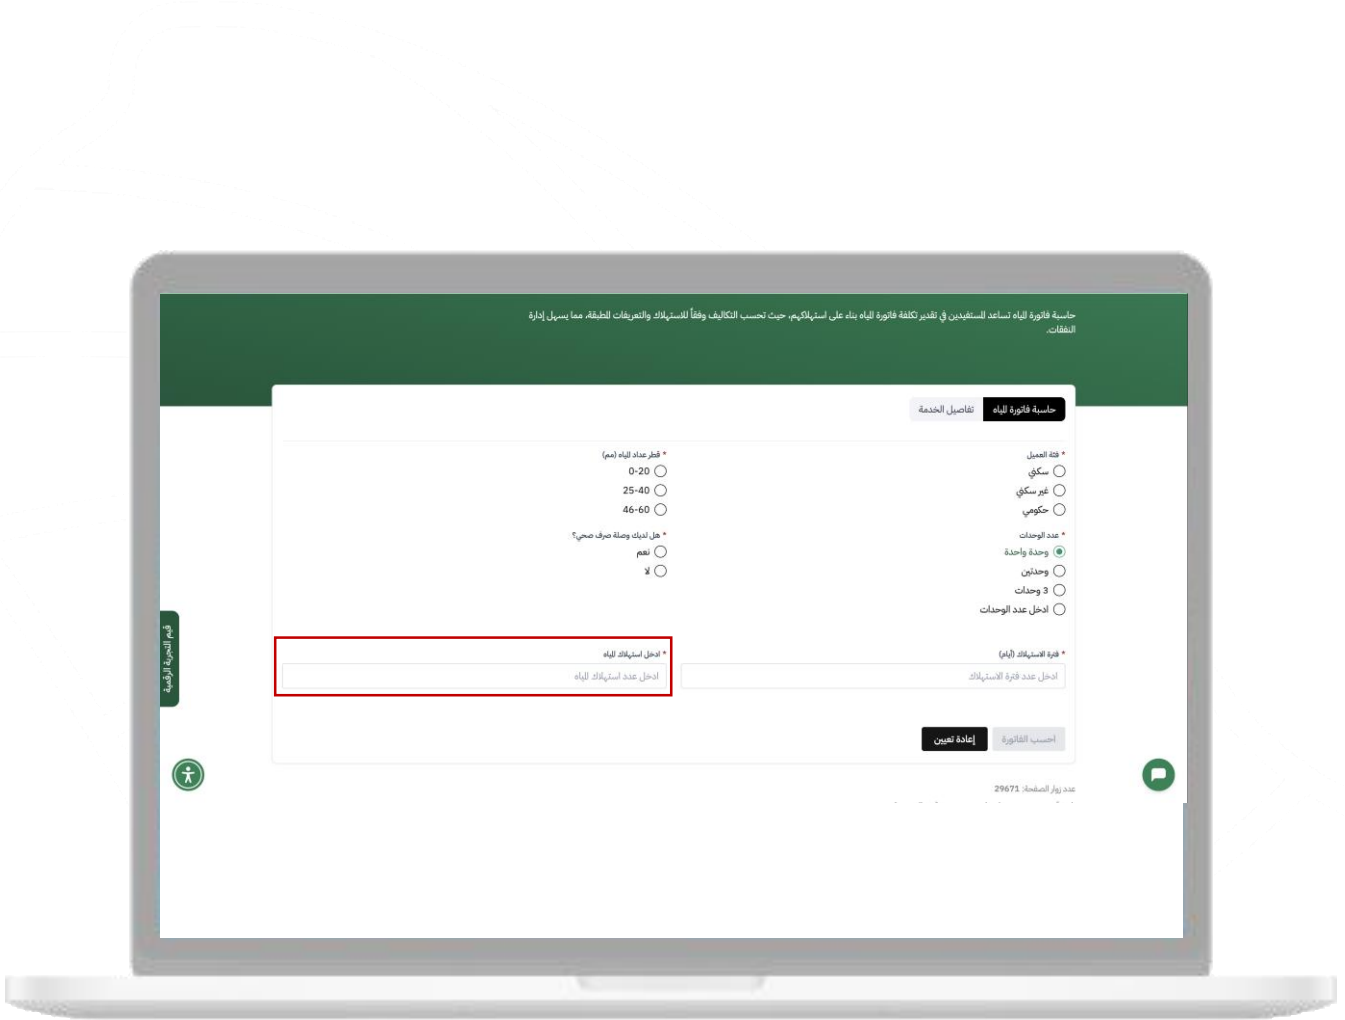 حاسبة فاتورة المياه تساعد المستفيدين في تقدير تكلفة فاتورة المياه بناء على استهلاكهم، حيث تحسب التكاليف وفقاً للاستهلاك والتعريفات المطبقة، مما يسهل إدارة
النفقات.
حاسبة فاتورة المياه
تفاصيل الخدمة
* فئة العميل
سكني
غير سكني
حكومي
* قطر عداد المياه (مم)
0-20
25-40
46-60
* عدد الوحدات
وحدة واحدة
وحدتين
3 وحدات
ادخل عدد الوحدات
* هل لديك وصلة صرف صحي؟
نعم
لا
* فترة الاستهلاك (أيام)
ادخل عدد فترة الاستهلاك
* ادخل استهلاك المياه
ادخل عدد استهلاك المياه
احسب الفاتورة
إعادة تعيين
عدد زوار الصفحة: 29671
قيم التجربة الرقمية